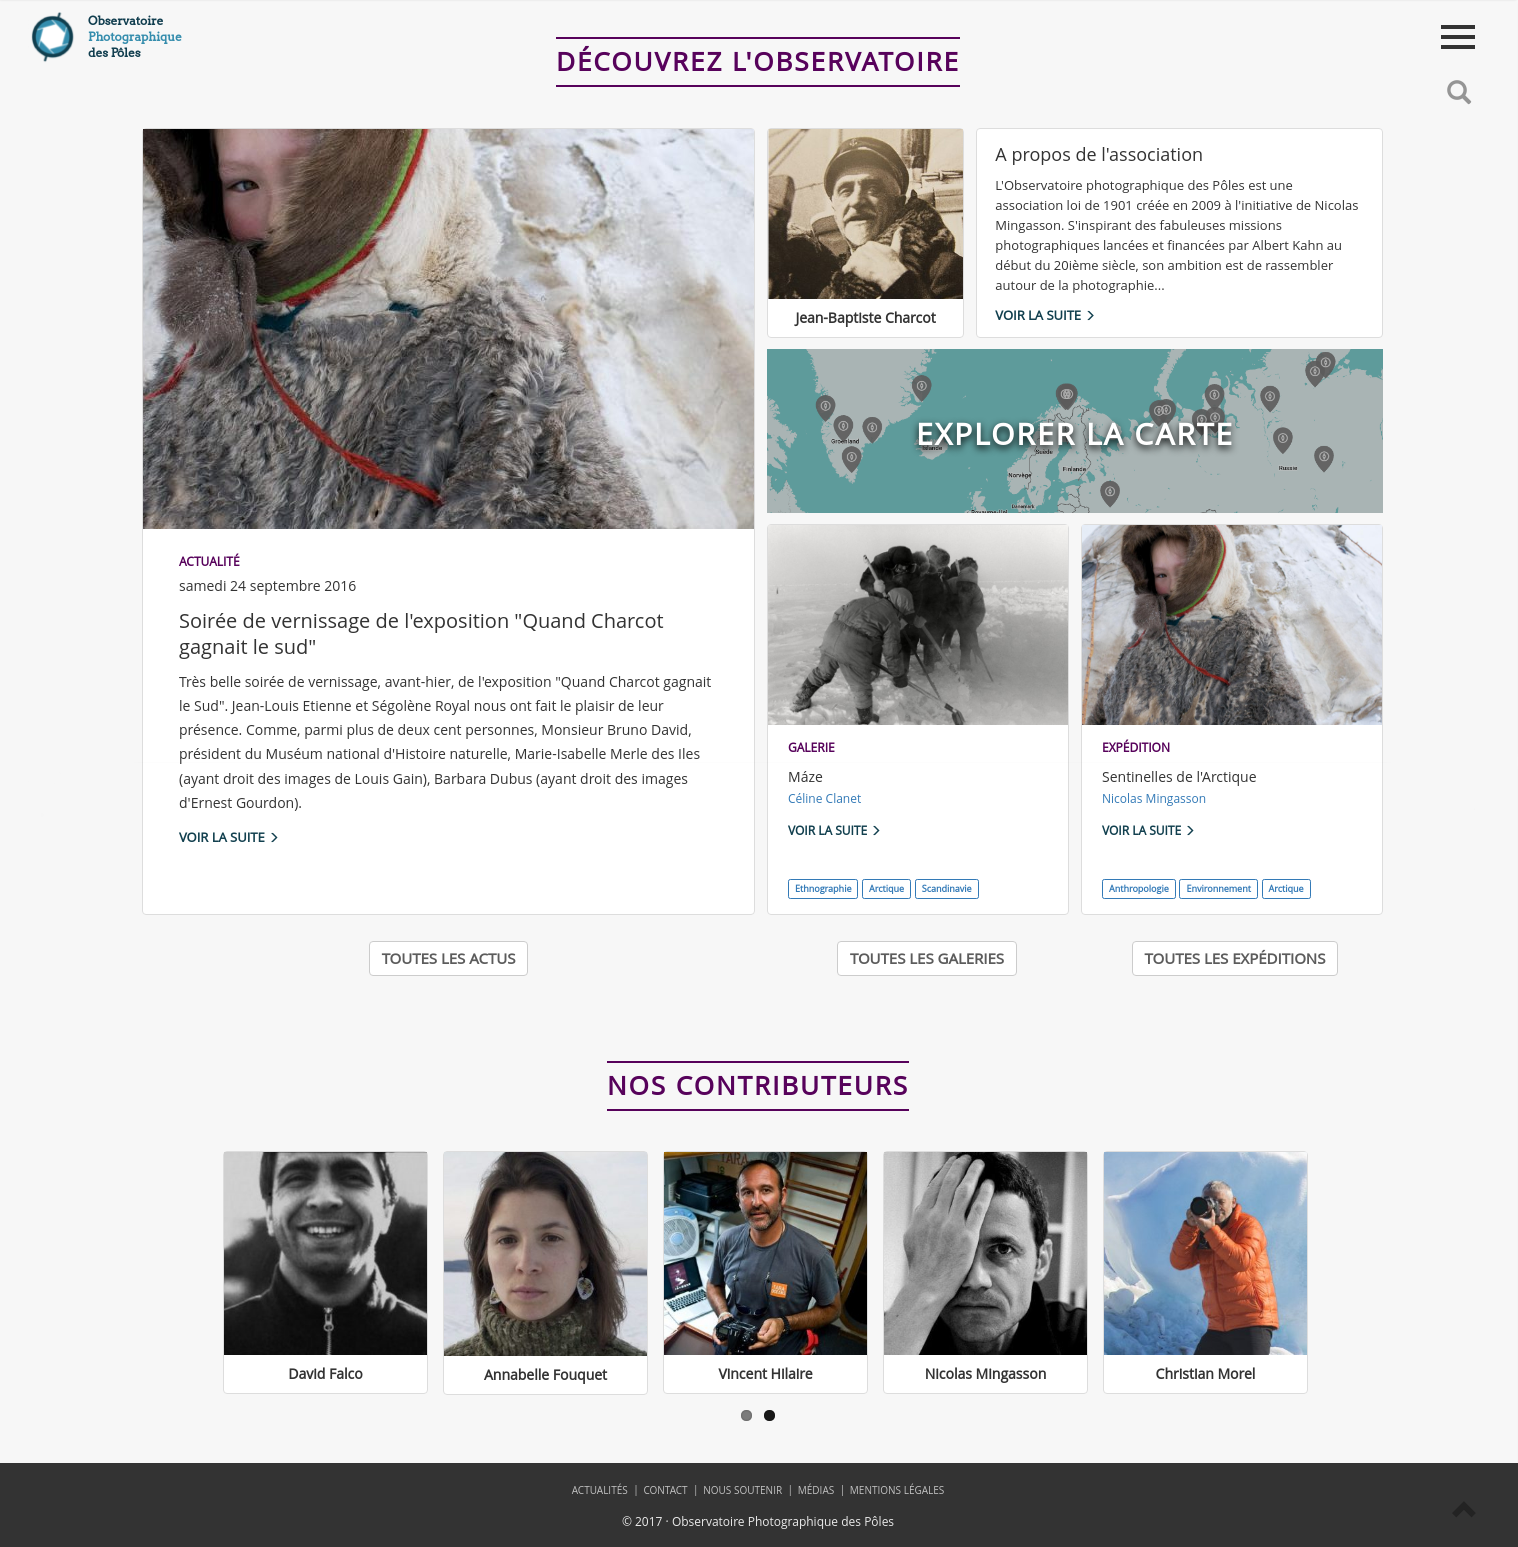 Observatoire
Photographique
des Pôles
DÉCOUVREZ L'OBSERVATOIRE
Jean-Baptiste Charcot
A propos de l'association
L'Observatoire photographique des Pôles est une
association loi de 1901 créée en 2009 à l'initiative de Nicolas
Mingasson. S'inspirant des fabuleuses missions
photographiques lancées et financées par Albert Kahn au
début du 20ième siècle, son ambition est de rassembler
autour de la photographie...
VOIR LA SUITE
EXPLORER LA CARTE
Groenland
Islande
Suède
Norvège
Finlande
Russie
Danemark
Royaume-Uni
ACTUALITÉ
samedi 24 septembre 2016
Soirée de vernissage de l'exposition "Quand Charcot
gagnait le sud"
Très belle soirée de vernissage, avant-hier, de l'exposition "Quand Charcot gagnait
le Sud". Jean-Louis Etienne et Ségolène Royal nous ont fait le plaisir de leur
présence. Comme, parmi plus de deux cent personnes, Monsieur Bruno David,
président du Muséum national d'Histoire naturelle, Marie-Isabelle Merle des Iles
(ayant droit des images de Louis Gain), Barbara Dubus (ayant droit des images
d'Ernest Gourdon).
VOIR LA SUITE
GALERIE
Máze
Céline Clanet
VOIR LA SUITE
Ethnographie Arctique Scandinavie
EXPÉDITION
Sentinelles de l'Arctique
Nicolas Mingasson
VOIR LA SUITE
Anthropologie Environnement Arctique
TOUTES LES ACTUS
TOUTES LES GALERIES
TOUTES LES EXPÉDITIONS
NOS CONTRIBUTEURS
TARA
David Falco
Annabelle Fouquet
Vincent Hilaire
Nicolas Mingasson
Christian Morel
ACTUALITÉS | CONTACT | NOUS SOUTENIR | MÉDIAS | MENTIONS LÉGALES
© 2017 · Observatoire Photographique des Pôles